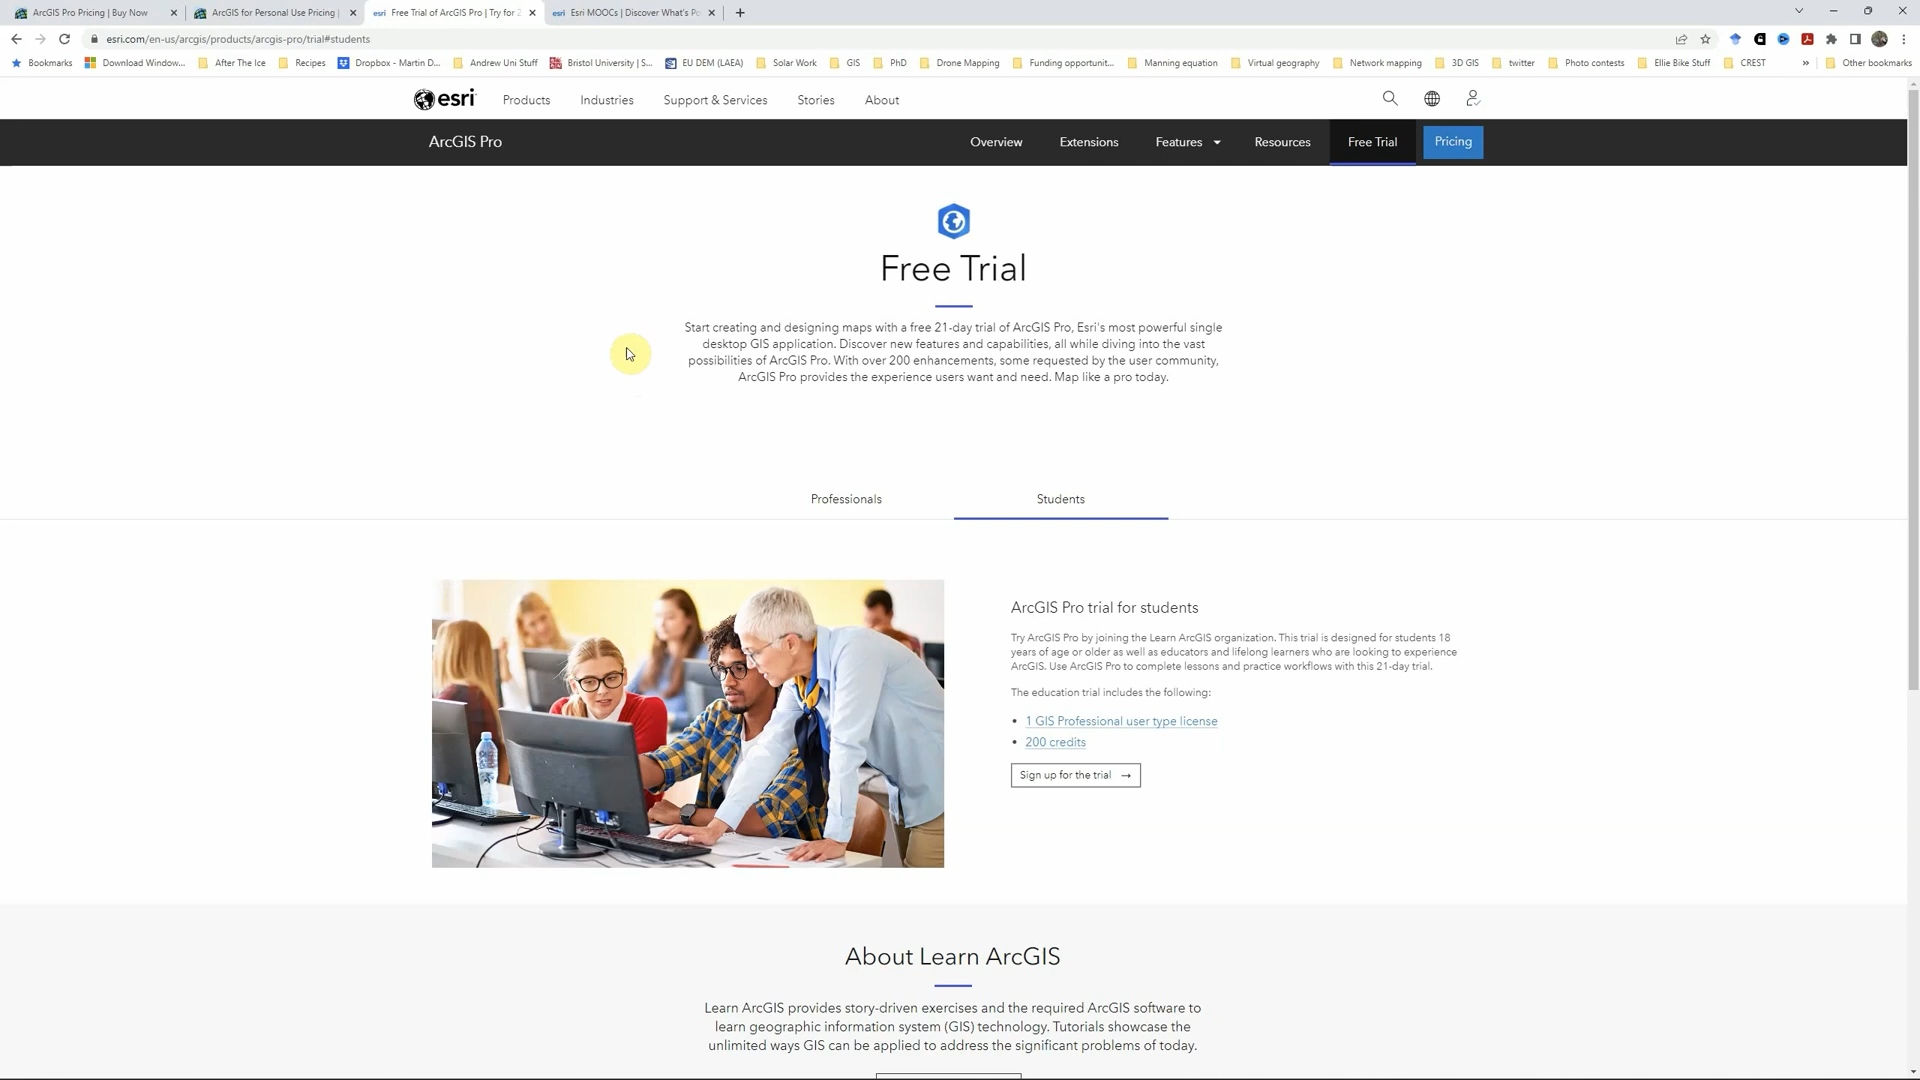 ArcGIS Pro Pricing | Buy Now
ArcGIS for Personal Use Pricing |
esri Free Trial of ArcGIS Pro | Try for 2
esri Esri MOOCs | Discover What's Po
esri.com/en-us/arcgis/products/arcgis-pro/trial#students
Bookmarks Download Window... After The Ice Recipes Dropbox - Martin D... Andrew Uni Stuff Bristol University | S... EU DEM (LAEA) Solar Work GIS PhD Drone Mapping Funding opportunit... Manning equation Virtual geography Network mapping 3D GIS twitter Photo contests Ellie Bike Stuff CREST » Other bookmarks
esri Products Industries Support & Services Stories About
ArcGIS Pro Overview Extensions Features Resources Free Trial Pricing
Free Trial
Start creating and designing maps with a free 21-day trial of ArcGIS Pro, Esri's most powerful single
desktop GIS application. Discover new features and capabilities, all while diving into the vast
possibilities of ArcGIS Pro. With over 200 enhancements, some requested by the user community,
ArcGIS Pro provides the experience users want and need. Map like a pro today.
Professionals Students
ArcGIS Pro trial for students
Try ArcGIS Pro by joining the Learn ArcGIS organization. This trial is designed for students 18
years of age or older as well as educators and lifelong learners who are looking to experience
ArcGIS. Use ArcGIS Pro to complete lessons and practice workflows with this 21-day trial.
The education trial includes the following:
• 1 GIS Professional user type license
• 200 credits
Sign up for the trial →
About Learn ArcGIS
Learn ArcGIS provides story-driven exercises and the required ArcGIS software to
learn geographic information system (GIS) technology. Tutorials showcase the
unlimited ways GIS can be applied to address the significant problems of today.